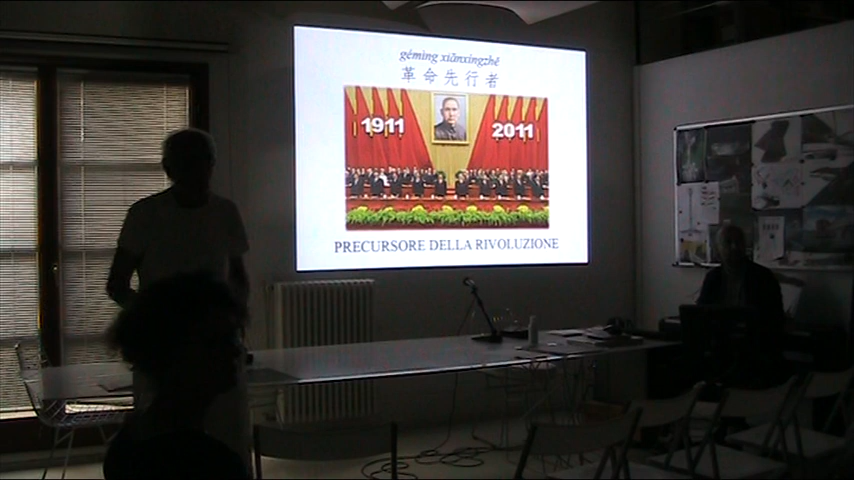 gémìng xiānxíngzhě
革命先行者
1911 2011
PRECURSORE DELLA RIVOLUZIONE